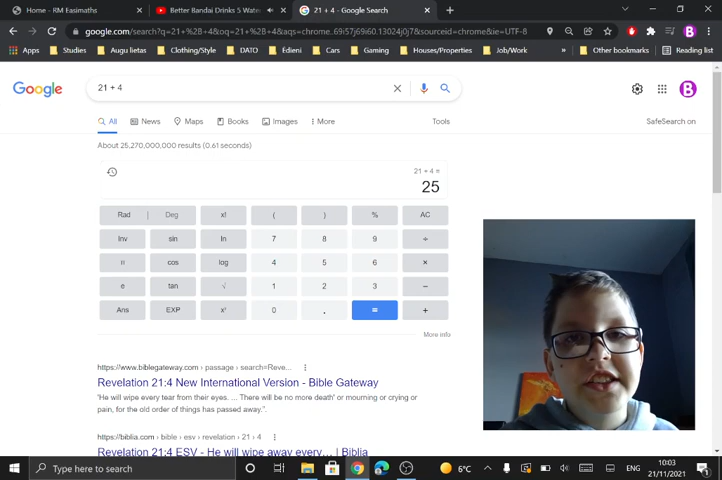 Home - RM Easimaths
Better Bandai Drinks 5 Wate
21 + 4 - Google Search
google.com/search?q=21+%2B+4&oq=21+%2B+4&aqs=chrome..69i57j69i60.13024j0j7&sourceid=chrome&ie=UTF-8
Apps
Studies
Augu lietas
Clothing/Style
DATO
Edieni
Cars
Gaming
Houses/Properties
Job/Work
»
Other bookmarks
Reading list
Google
21 + 4
B
All
News
Maps
Books
Images
More
Tools
SafeSearch on
About 25,270,000,000 results (0.61 seconds)
21 + 4 =
25
Rad | Deg x! ( ) % AC
Inv sin ln 7 8 9 ÷
π cos log 4 5 6 ×
e tan √ 1 2 3 −
Ans EXP xʸ 0 . = +
More info
https://www.biblegateway.com › passage › search=Reve...
Revelation 21:4 New International Version - Bible Gateway
"He will wipe every tear from their eyes. ... There will be no more death' or mourning or crying or
pain, for the old order of things has passed away.".
https://biblia.com › bible › esv › revelation › 21 › 4
Revelation 21:4 ESV - He will wipe away every… | Biblia
Type here to search
6°C
ENG
10:03
21/11/2021